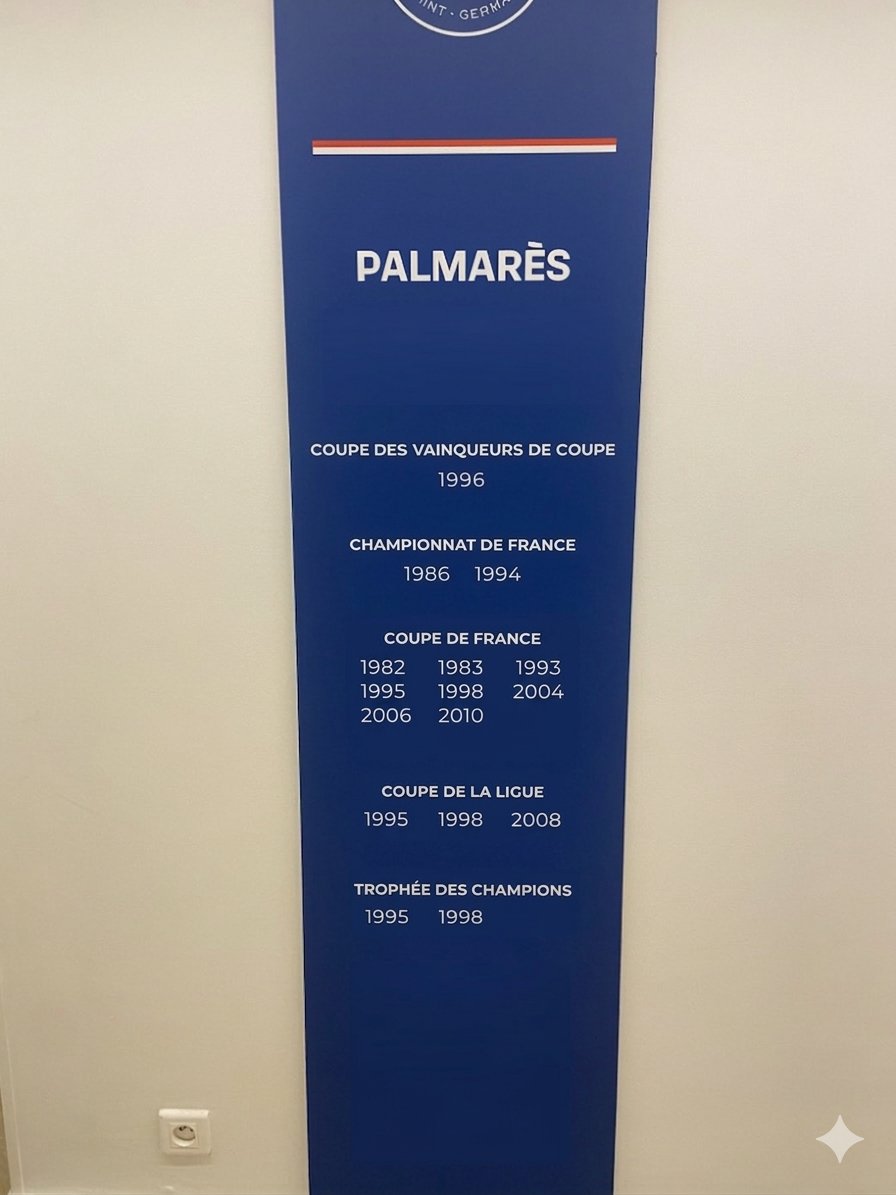 PALMARÈS
COUPE DES VAINQUEURS DE COUPE
1996
CHAMPIONNAT DE FRANCE
1986 1994
COUPE DE FRANCE
1982 1983 1993
1995 1998 2004
2006 2010
COUPE DE LA LIGUE
1995 1998 2008
TROPHÉE DES CHAMPIONS
1995 1998